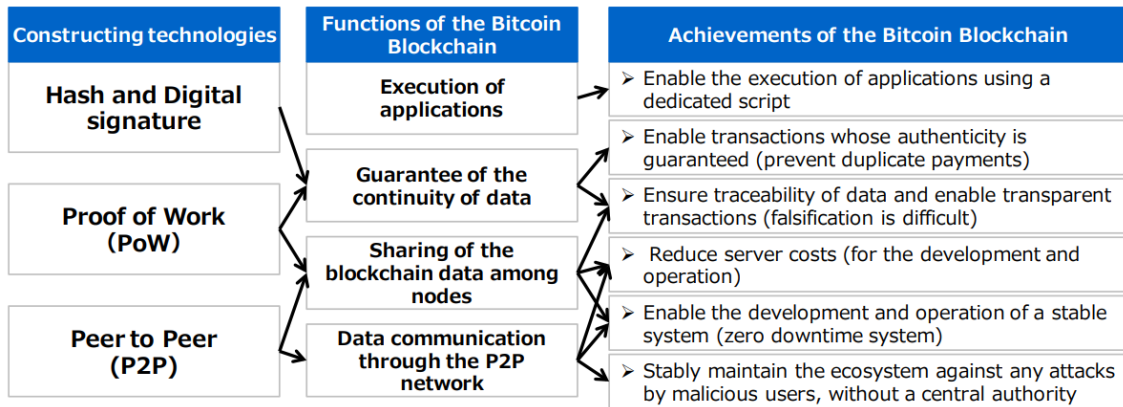 Constructing technologies
Hash and Digital
signature
Proof of Work
(PoW)
Peer to Peer
(P2P)
Functions of the Bitcoin
Blockchain
Execution of
applications
Guarantee of the
continuity of data
Sharing of the
blockchain data among
nodes
Data communication
through the P2P
network
Achievements of the Bitcoin Blockchain
➢ Enable the execution of applications using a
dedicated script
➢ Enable transactions whose authenticity is
guaranteed (prevent duplicate payments)
➢ Ensure traceability of data and enable transparent
transactions (falsification is difficult)
➢ Reduce server costs (for the development and
operation)
➢ Enable the development and operation of a stable
system (zero downtime system)
➢ Stably maintain the ecosystem against any attacks
by malicious users, without a central authority